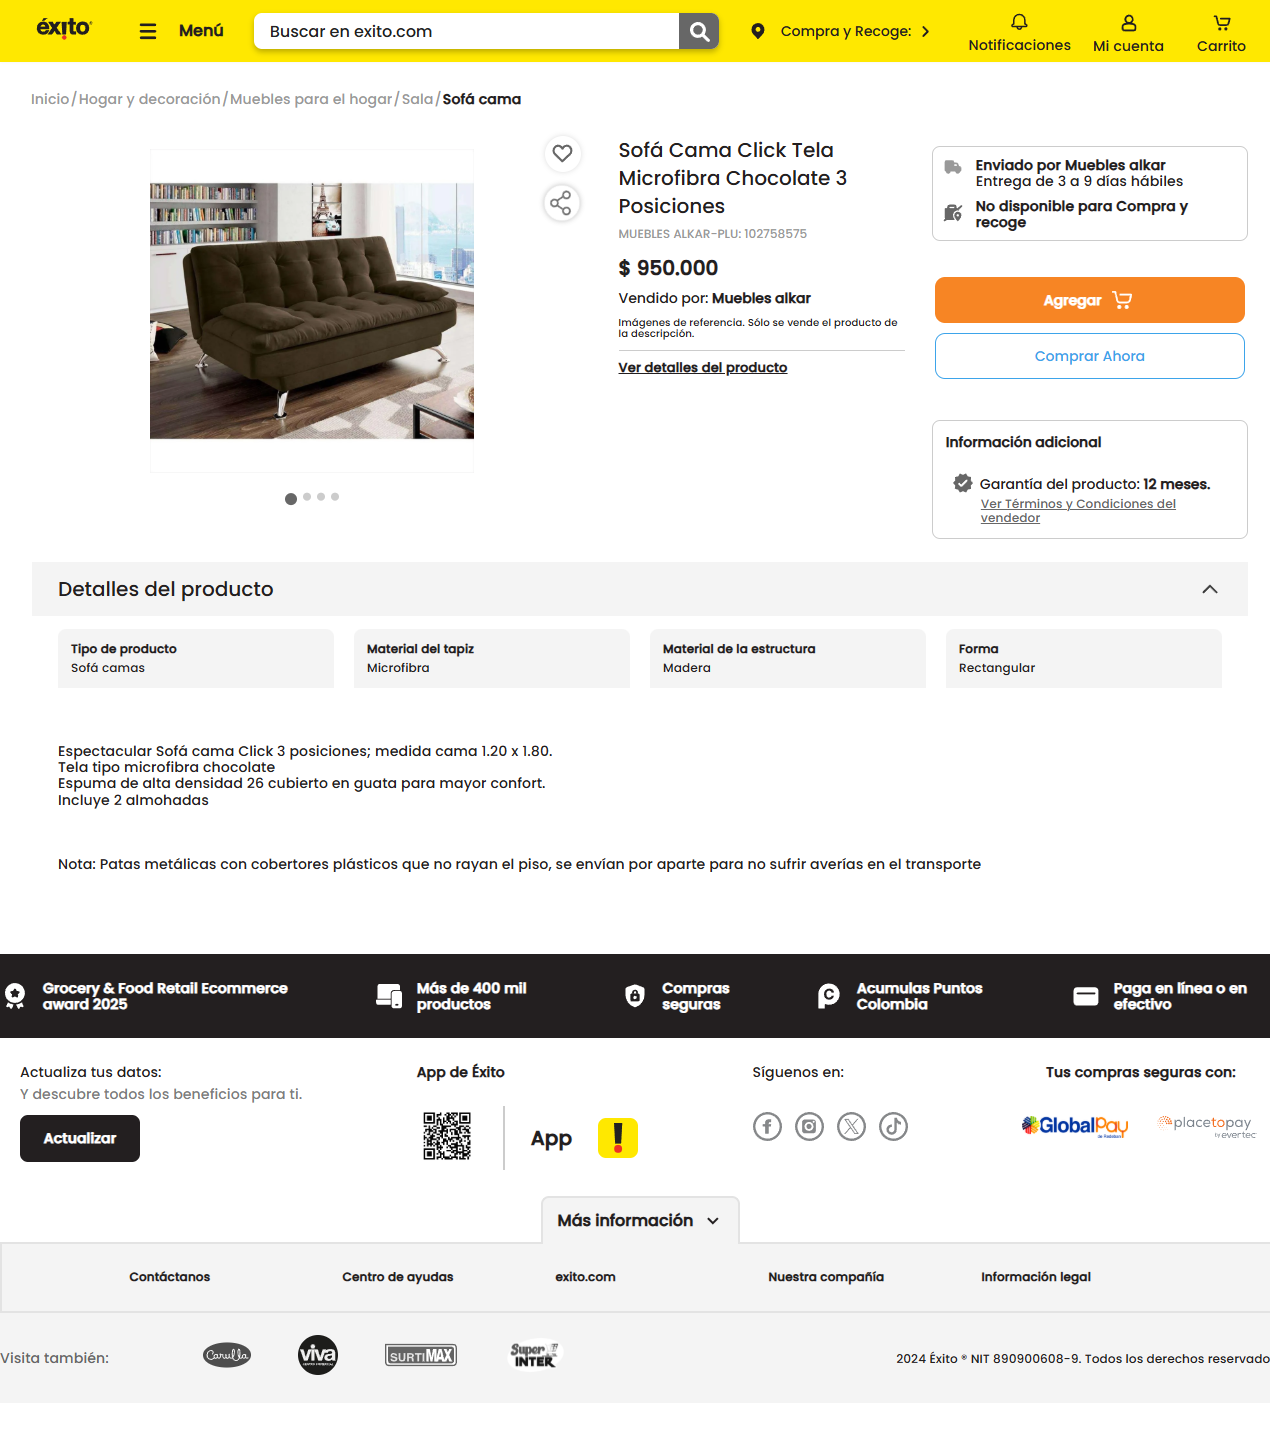 éxito
Menú
Buscar en exito.com
Compra y Recoge:
Notificaciones
Mi cuenta
Carrito
Inicio/Hogar y decoración/Muebles para el hogar/Sala/Sofá cama
Sofá Cama Click Tela
Microfibra Chocolate 3
Posiciones
MUEBLES ALKAR-PLU: 102758575
$ 950.000
Vendido por: Muebles alkar
Imágenes de referencia. Sólo se vende el producto de
la descripción.
Ver detalles del producto
Enviado por Muebles alkar
Entrega de 3 a 9 días hábiles
No disponible para Compra y
recoge
Agregar
Comprar Ahora
Información adicional
Garantía del producto: 12 meses.
Ver Términos y Condiciones del
vendedor
Detalles del producto
Tipo de producto
Sofá camas
Material del tapiz
Microfibra
Material de la estructura
Madera
Forma
Rectangular
Espectacular Sofá cama Click 3 posiciones; medida cama 1.20 x 1.80.
Tela tipo microfibra chocolate
Espuma de alta densidad 26 cubierto en guata para mayor confort.
Incluye 2 almohadas
Nota: Patas metálicas con cobertores plásticos que no rayan el piso, se envían por aparte para no sufrir averías en el transporte
Grocery & Food Retail Ecommerce
award 2025
Más de 400 mil
productos
Compras
seguras
Acumulas Puntos
Colombia
Paga en línea o en
efectivo
Actualiza tus datos:
Y descubre todos los beneficios para ti.
Actualizar
App de Éxito
App
Síguenos en:
Tus compras seguras con:
GlobalPay
placetopay
by evertec
Más información
Contáctanos
Centro de ayudas
exito.com
Nuestra compañía
Información legal
Visita también:
Carulla
viva
SURTIMAX
Super
INTER
2024 Éxito ® NIT 890900608-9. Todos los derechos reservado